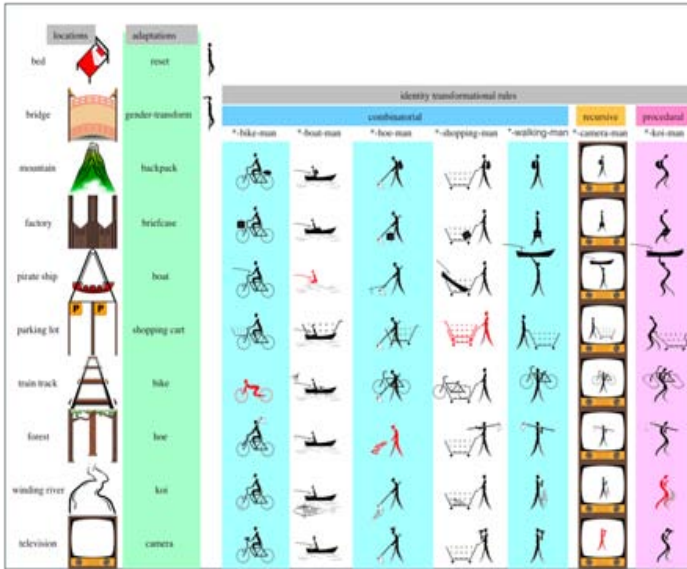 locations adaptations
bed reset
identity transformational rules
bridge gender-transform combinatorial recursive procedural
*-bike-man *-boat-man *-hoe-man *-shopping-man *-walking-man *-camera-man *-koi-man
mountain backpack
factory briefcase
pirate ship boat
P P
parking lot shopping cart
train track bike
forest hoe
winding river koi
television camera